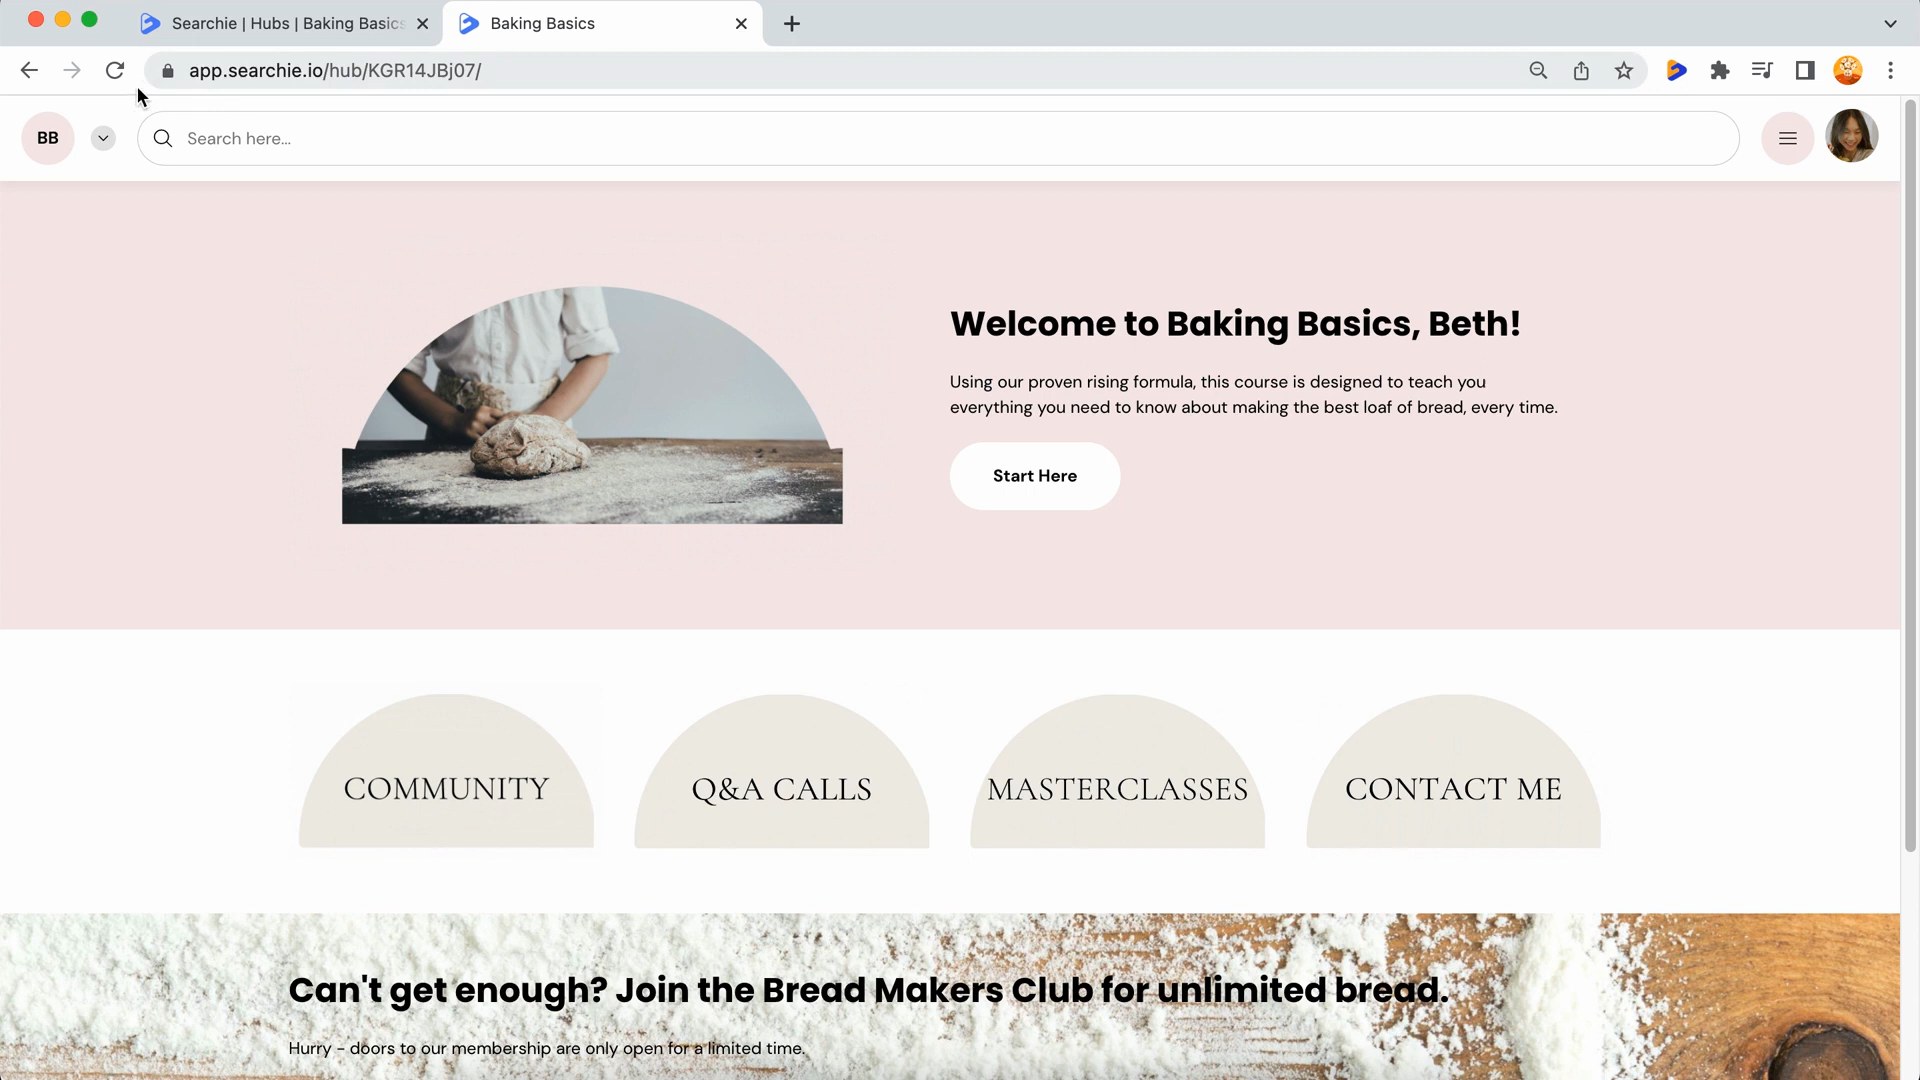 Searchie | Hubs | Baking Basics
Baking Basics
app.searchie.io/hub/KGR14JBj07/
BB
Search here...
Welcome to Baking Basics, Beth!
Using our proven rising formula, this course is designed to teach you
everything you need to know about making the best loaf of bread, every time.
Start Here
COMMUNITY
Q&A CALLS
MASTERCLASSES
CONTACT ME
Can't get enough? Join the Bread Makers Club for unlimited bread.
Hurry - doors to our membership are only open for a limited time.